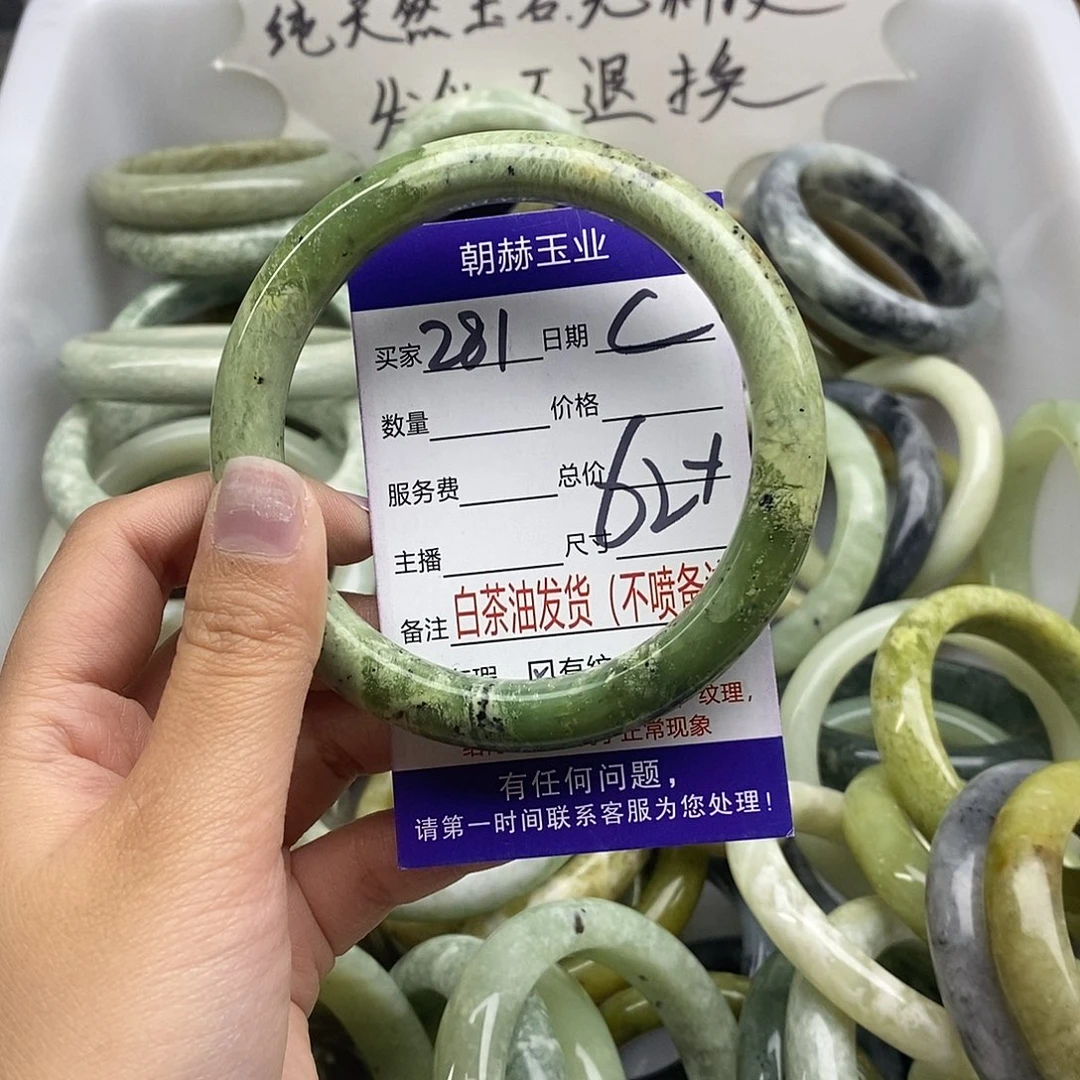 纯天然玉石.无
不退换
朝赫玉业
买家 281 日期 C
数量 价格
服务费 总价 62+
主播 尺寸
备注 白茶油发货（不喷备
☑有纹
纹理，
正常现象
有任何问题，
请第一时间联系客服为您处理！